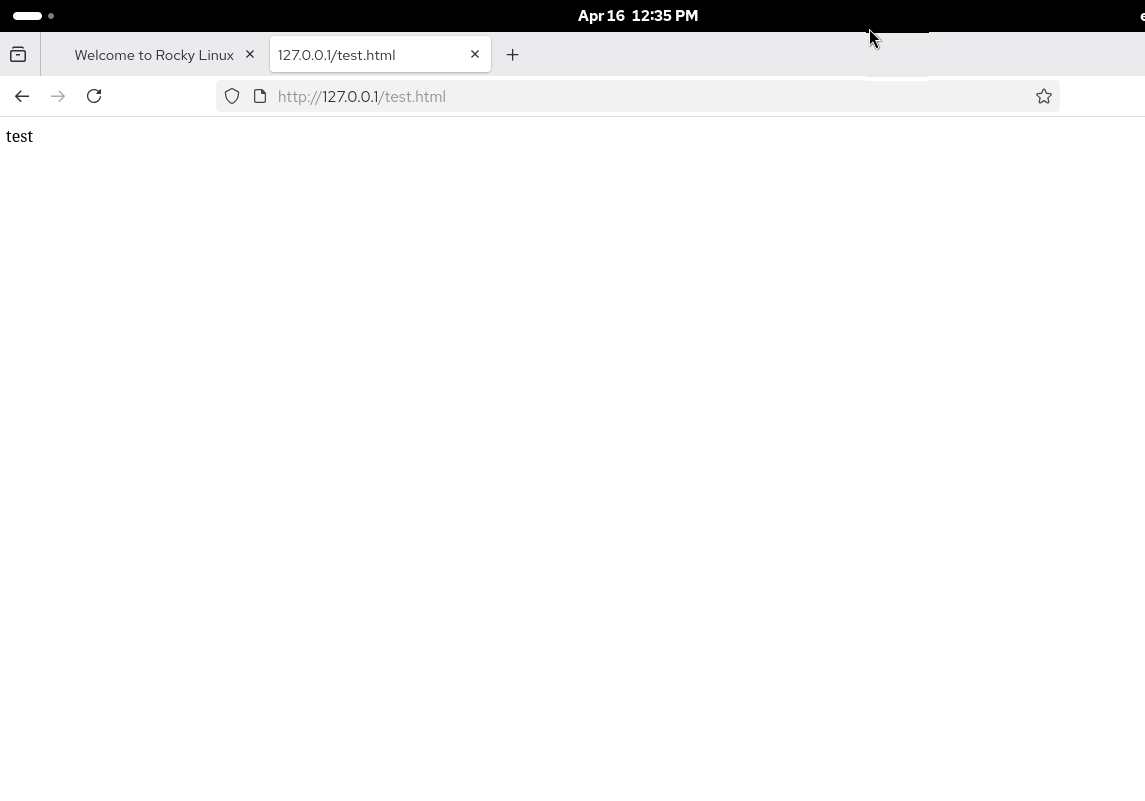 Apr 16 12:35 PM
Welcome to Rocky Linux
127.0.0.1/test.html
http://127.0.0.1/test.html
test